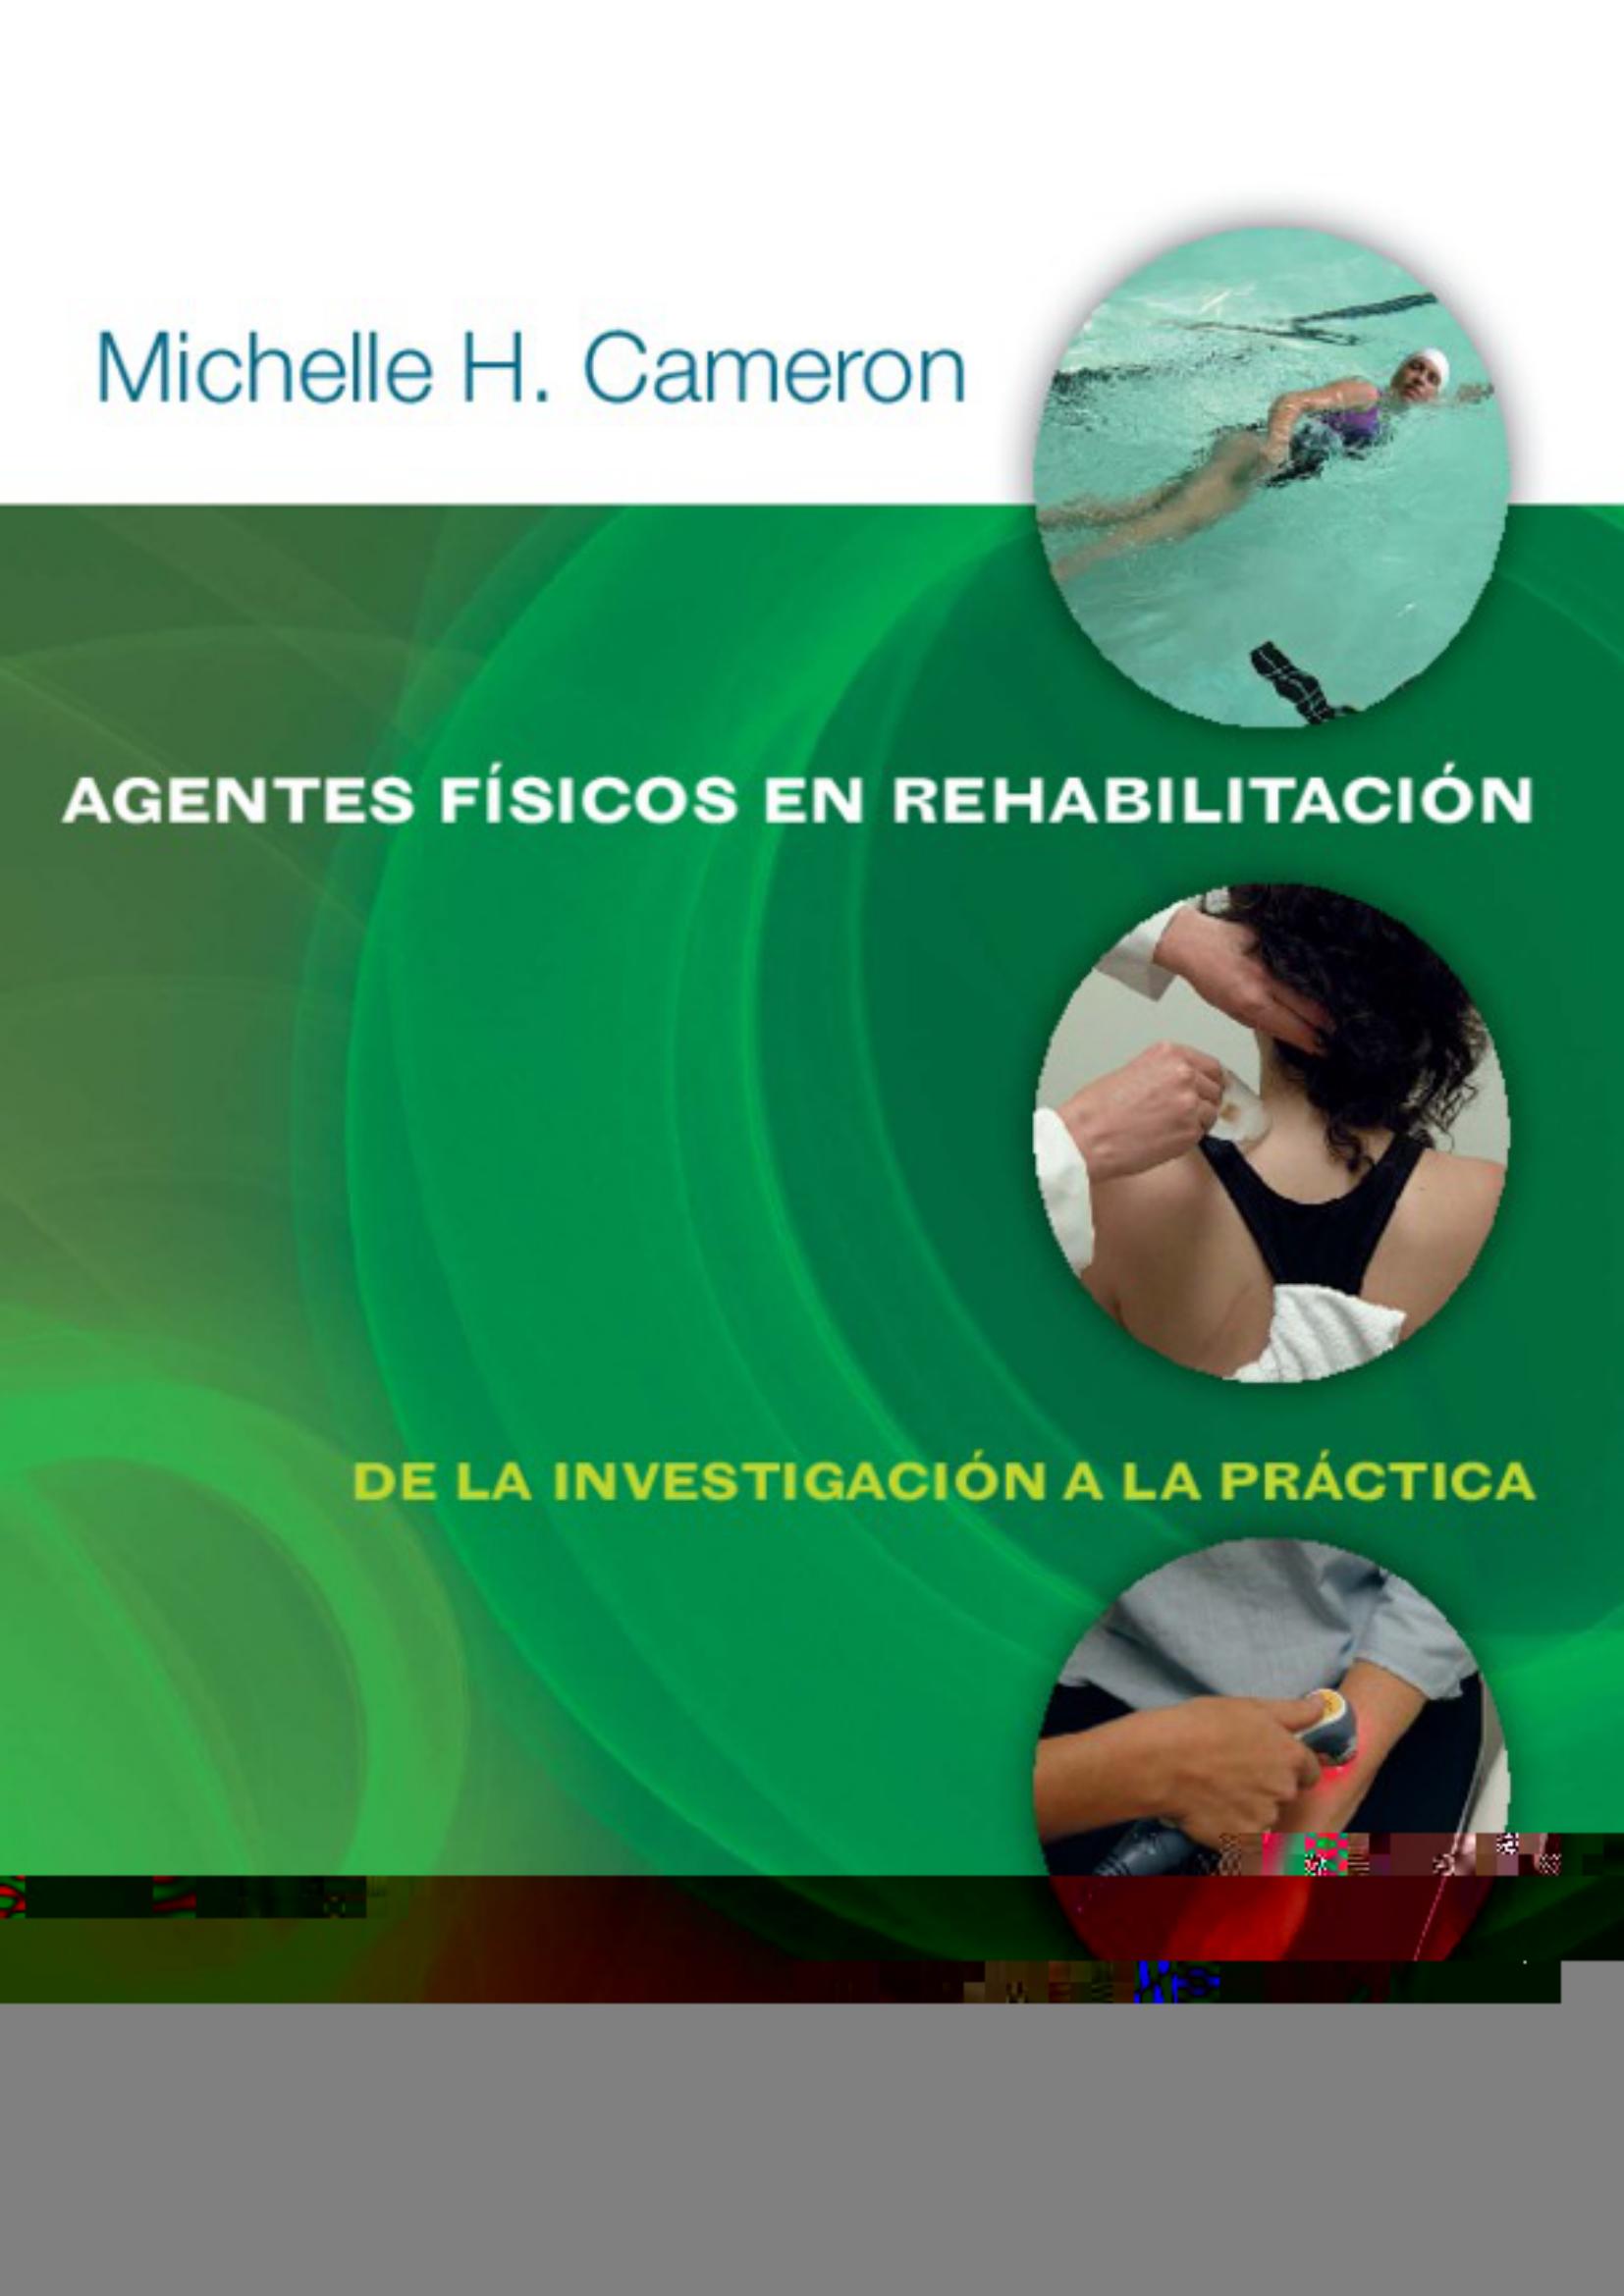 Michelle H. Cameron
AGENTES FÍSICOS EN REHABILITACIÓN
DE LA INVESTIGACIÓN A LA PRÁCTICA